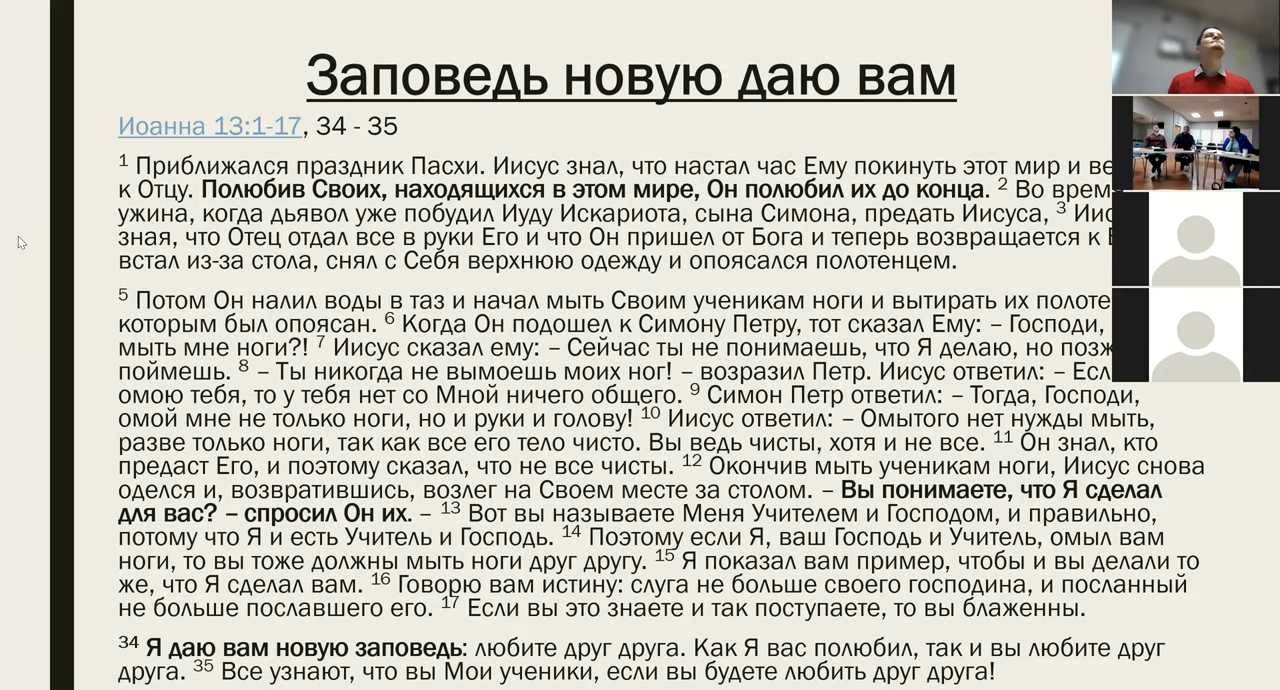 Заповедь новую даю вам
Иоанна 13:1-17, 34 - 35
1 Приближался праздник Пасхи. Иисус знал, что настал час Ему покинуть этот мир и
к Отцу. Полюбив Своих, находящихся в этом мире, Он полюбил их до конца. 2 Во
ужина, когда дьявол уже побудил Иуду Искариота, сына Симона, предать Иисуса, 3
зная, что Отец отдал все в руки Его и что Он пришел от Бога и теперь возвращается к
встал из-за стола, снял с Себя верхнюю одежду и опоясался полотенцем.
5 Потом Он налил воды в таз и начал мыть Своим ученикам ноги и вытирать их
которым был опоясан. 6 Когда Он подошел к Симону Петру, тот сказал Ему: – Господи,
мыть мне ноги?! 7 Иисус сказал ему: – Сейчас ты не понимаешь, что Я делаю, но
поймешь. 8 – Ты никогда не вымоешь моих ног! – возразил Петр. Иисус ответил: –
омою тебя, то у тебя нет со Мной ничего общего. 9 Симон Петр ответил: – Тогда, Господи,
омой мне не только ноги, но и руки и голову! 10 Иисус ответил: – Омытого нет нужды мыть,
разве только ноги, так как все его тело чисто. Вы ведь чисты, хотя и не все. 11 Он знал, кто
предаст Его, и поэтому сказал, что не все чисты. 12 Окончив мыть ученикам ноги, Иисус снова
оделся и, возвратившись, возлег на Своем месте за столом. – Вы понимаете, что Я сделал
для вас? – спросил Он их. – 13 Вот вы называете Меня Учителем и Господом, и правильно,
потому что Я и есть Учитель и Господь. 14 Поэтому если Я, ваш Господь и Учитель, омыл вам
ноги, то вы тоже должны мыть ноги друг другу. 15 Я показал вам пример, чтобы и вы делали то
же, что Я сделал вам. 16 Говорю вам истину: слуга не больше своего господина, и посланный
не больше пославшего его. 17 Если вы это знаете и так поступаете, то вы блаженны.
34 Я даю вам новую заповедь: любите друг друга. Как Я вас полюбил, так и вы любите друг
друга. 35 Все узнают, что вы Мои ученики, если вы будете любить друг друга!